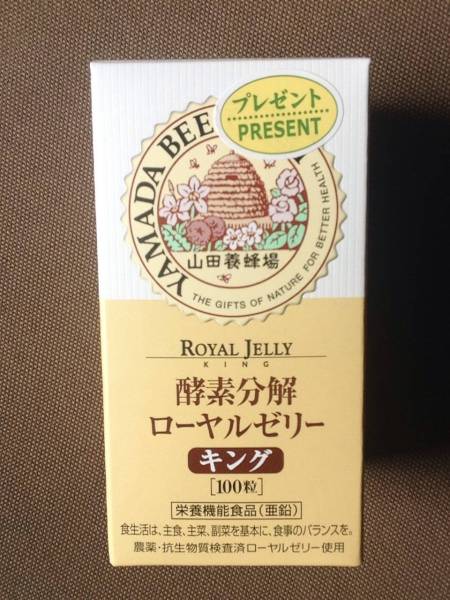 プレゼント
PRESENT
YAMADA BEE
山田養蜂場
THE GIFTS OF NATURE FOR BETTER HEALTH
ROYAL JELLY
KING
酵素分解
ローヤルゼリー
キング
[100粒]
栄養機能食品(亜鉛)
食生活は、主食、主菜、副菜を基本に、食事のバランスを。
農薬・抗生物質検査済ローヤルゼリー使用